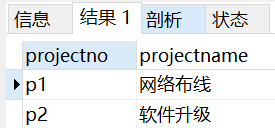 信息 结果 1 剖析 状态
projectno projectname
p1 网络布线
p2 软件升级